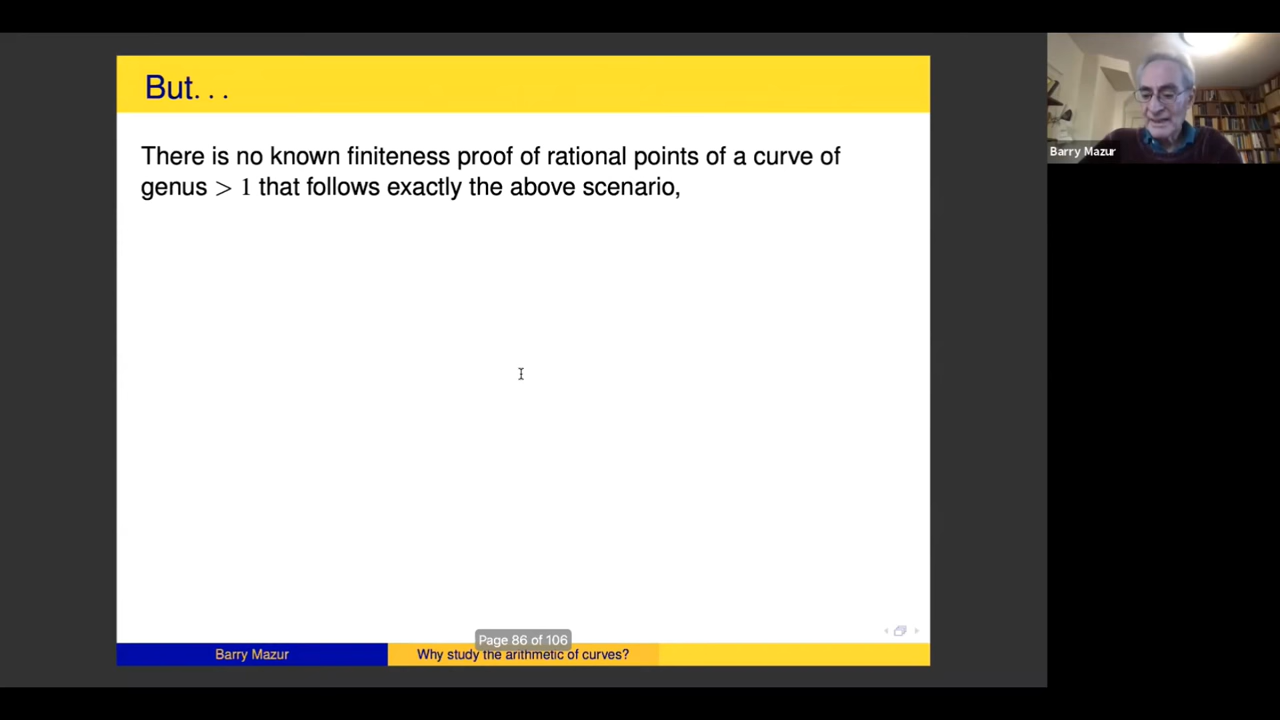 But. . .
There is no known finiteness proof of rational points of a curve of
genus > 1 that follows exactly the above scenario,
Barry Mazur
Page 86 of 106
Barry Mazur
Why study the arithmetic of curves?